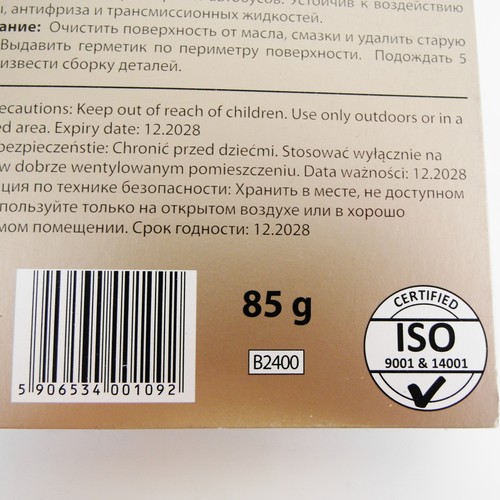 Устойчив к воздействию
, антифриза и трансмиссионных жидкостей.
ание: Очистить поверхность от масла, смазки и удалить старую
Выдавить герметик по периметру поверхности. Подождать 5
извести сборку деталей.
ecautions: Keep out of reach of children. Use only outdoors or in a
ed area. Expiry date: 12.2028
ezpieczeństie: Chronić przed dziećmi. Stosować wyłącznie na
w dobrze wentylowanym pomieszczeniu. Data ważności: 12.2028
ция по технике безопасности: Хранить в месте, не доступном
пользуйте только на открытом воздухе или в хорошо
мом помещении. Срок годности: 12.2028
5 906534 001092
85 g
B2400
CERTIFIED
ISO
9001 & 14001